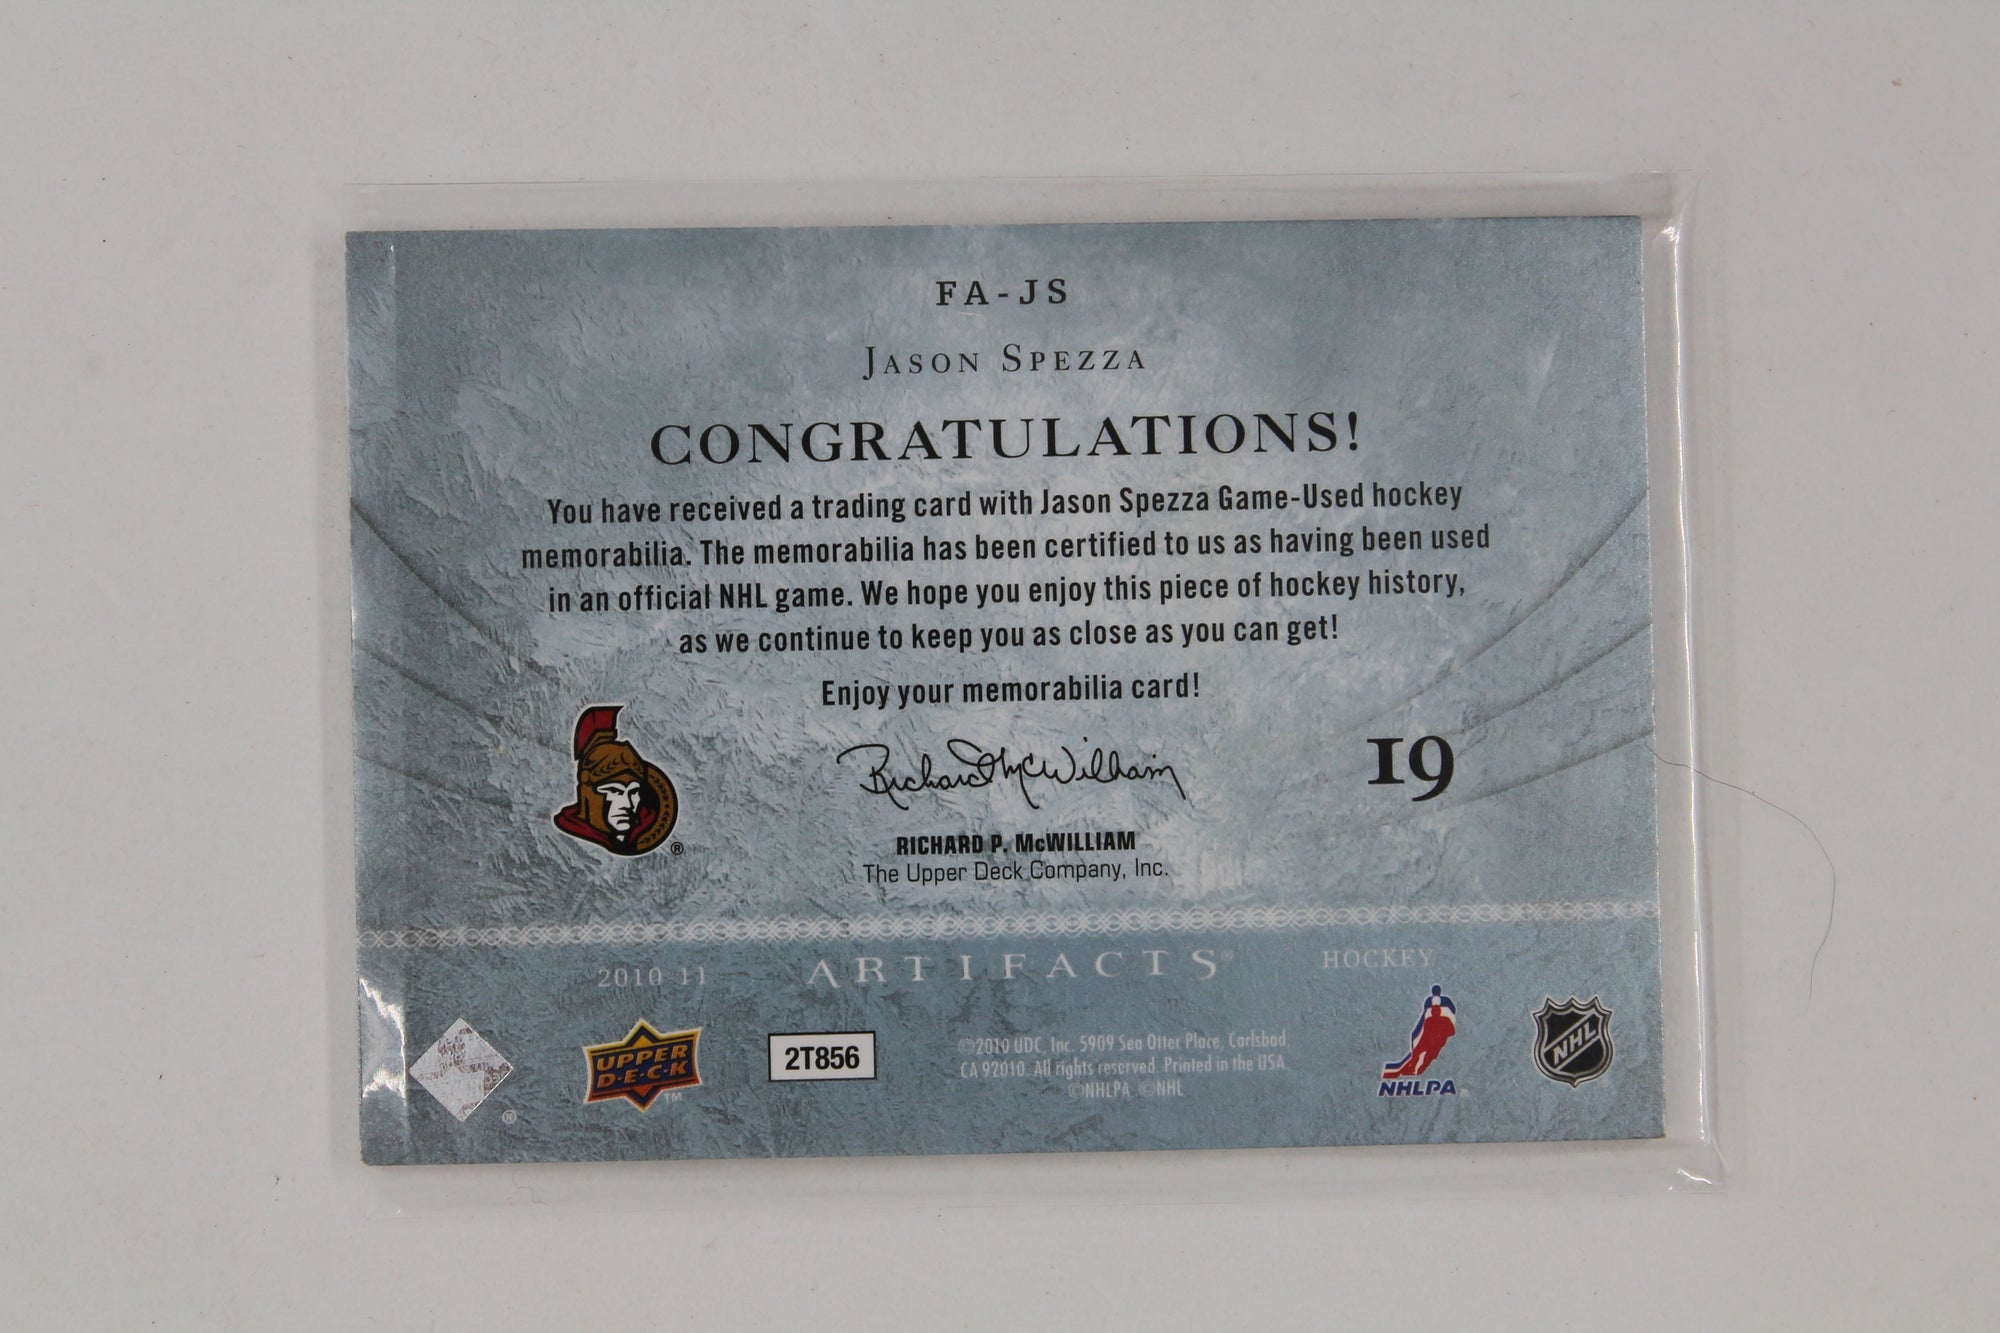 FA-JS
JASON SPEZZA
CONGRATULATIONS!
You have received a trading card with Jason Spezza Game-Used hockey
memorabilia. The memorabilia has been certified to us as having been used
in an official NHL game. We hope you enjoy this piece of hockey history,
as we continue to keep you as close as you can get!
Enjoy your memorabilia card!
Richard McWilliam
19
®
RICHARD P. McWILLIAM
The Upper Deck Company, Inc.
2010-11 ARTIFACTS® HOCKEY
®
UPPER
D·E·C·K
TM
2T856
©2010 UDC, Inc. 5909 Sea Otter Place, Carlsbad,
CA 92010. All rights reserved. Printed in the USA.
©NHLPA. ©NHL
NHLPA
NHL